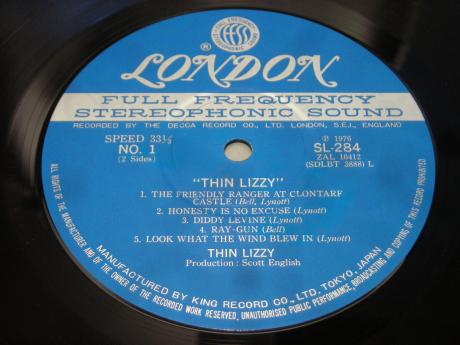 FULL FREQUENCY STEREOPHONIC SOUND
ffss
®
LONDON
FULL FREQUENCY
STEREOPHONIC SOUND
RECORDED BY THE DECCA RECORD CO., LTD. LONDON, S.E.I., ENGLAND
SPEED 33⅓
NO. 1
(2 Sides)
℗ 1976
SL-284
ZAL 10412
(SDLBT 3888) L
"THIN LIZZY"
1. THE FRIENDLY RANGER AT CLONTARF
CASTLE (Bell, Lynott)
2. HONESTY IS NO EXCUSE (Lynott)
3. DIDDY LEVINE (Lynott)
4. RAY-GUN (Bell)
5. LOOK WHAT THE WIND BLEW IN (Lynott)
THIN LIZZY
Production : Scott English
MANUFACTURED BY KING RECORD CO., LTD. TOKYO, JAPAN
ALL RIGHTS OF THE MANUFACTURER AND OF THE OWNER OF THE RECORDED WORK RESERVED, UNAUTHORISED PUBLIC PERFORMANCE, BROADCASTING AND COPYING OF THIS RECORD PROHIBITED